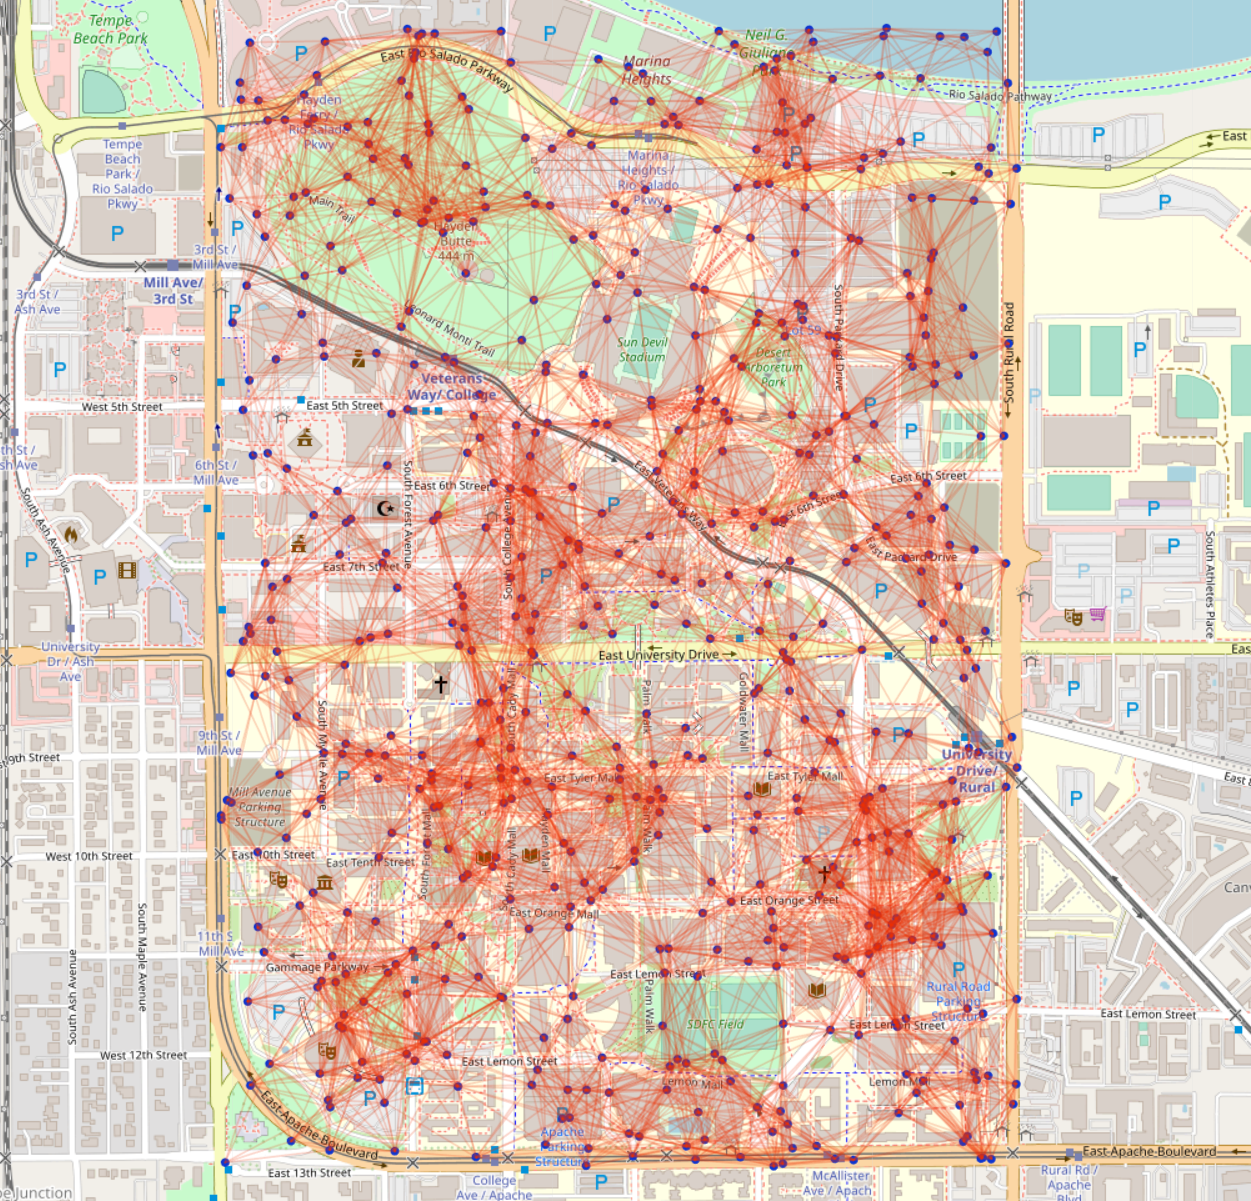 Tempe
Beach Park
P
P
East Rio Salado Parkway
Marina
Heights
Neil G.
Giuliano
Park
Rio Salado Pathway
Hayden
Ferry /
Rio Salado
Pkwy
P
P
P
P
East
Tempe
Beach
Park /
Rio Salado
Pkwy
Marina
Heights /
Rio Salado
Pkwy
P
Main Trail
P
P
Hayden
Butte
444 m
3rd St /
Mill Ave
Mill Ave/
3rd St
3rd St /
Ash Ave
P
Leonard Monti Trail
Lot 59
South Packard Drive
South Rural Road
Sun Devil
Stadium
Desert
Arboretum
Park
P
P
P
Veterans
Way/ College
West 5th Street
East 5th Street
P
P
6th St /
Mill Ave
South Forest Avenue
East 6th Street
South College Avenue
P
East Veterans Way
East 6th Street
East 6th Street
P
South Ash Avenue
P
P
East 7th Street
P
East Packard Drive
P
P
P
P
South Athletes Place
University
Dr / Ash
Ave
East University Drive
Eas
P
P
South Myrtle Avenue
South Cady Mall
Palm Walk
Goldwater Mall
9th St /
Mill Ave
P
P
University
Drive/
Rural
East Tyler Mall
East Tyler Mall
Mill Avenue
Parking
Structure
P
P
West 10th Street
East 10th Street
East Tenth Street
South Forest Mall
South Cady Mall
Palm Walk
East Orange Street
East Orange Mall
South Ash Avenue
South Maple Avenue
11th S
Mill Ave
Gammage Parkway
East Lemon Street
P
Rural Road
Parking
Structure
P
Palm Walk
SDFC Field
East Lemon Street
East Lemon Street
West 12th Street
East Lemon Street
Lemon Mall
Lemon Mall
P
P
Apache
Parking
Structure
East Apache Boulevard
East Apache Boulevard
East 13th Street
P
College
Ave / Apache
McAllister
Ave / Apach
Rural Rd /
Apache
Blvd
Junction